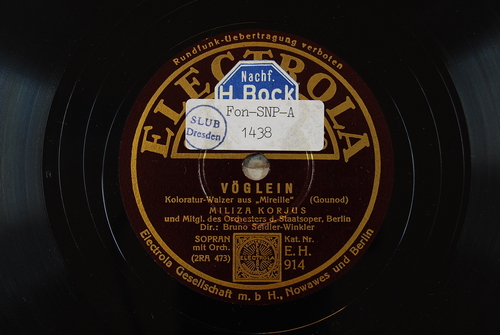 Rundfunk-Uebertragung verboten
ELECTROLA
Nachf.
H. Bock
Fon-SNP-A
1438
SLUB
Dresden
VÖGLEIN
Koloratur-Walzer aus „Mireille" (Gounod)
MILIZA KORJUS
und Mitgl. des Orchesters d. Staatsoper, Berlin
Dir.: Bruno Seidler-Winkler
SOPRAN
mit Orch.
(2RA 473)
ELECTROLA
Kat. Nr.
E. H.
914
Electrola Gesellschaft m. b H., Nowawes und Berlin